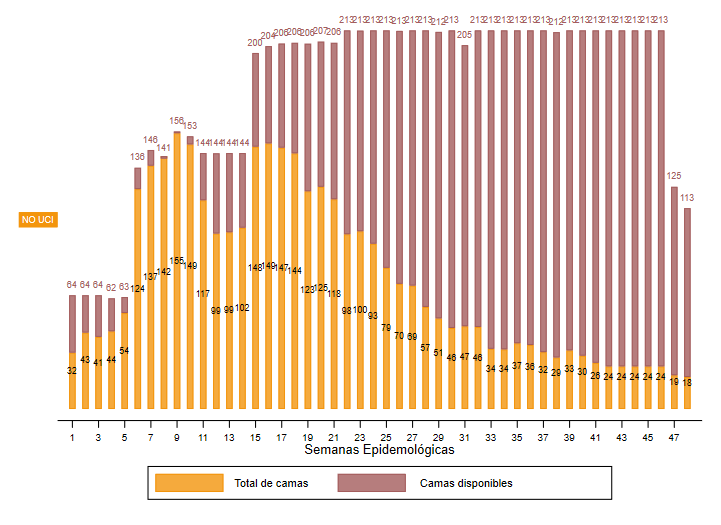 64 64 64 62 63 136 146 141 156 153 144 144 144 144 200 204 206 206 206 207 206 213 213 213 213 213 213 213 212 213 205 213 213 213 213 213 213 212 213 213 213 213 213 213 213 213 125 113
NO UCI
32 43 41 44 54 124 137 142 155 149 117 99 99 102 148 149 147 144 123 125 118 98 100 93 79 70 69 57 51 46 47 46 34 34 37 36 32 29 33 30 26 24 24 24 24 24 19 18
1 3 5 7 9 11 13 15 17 19 21 23 25 27 29 31 33 35 37 39 41 43 45 47
Semanas Epidemológicas
Total de camas Camas disponibles